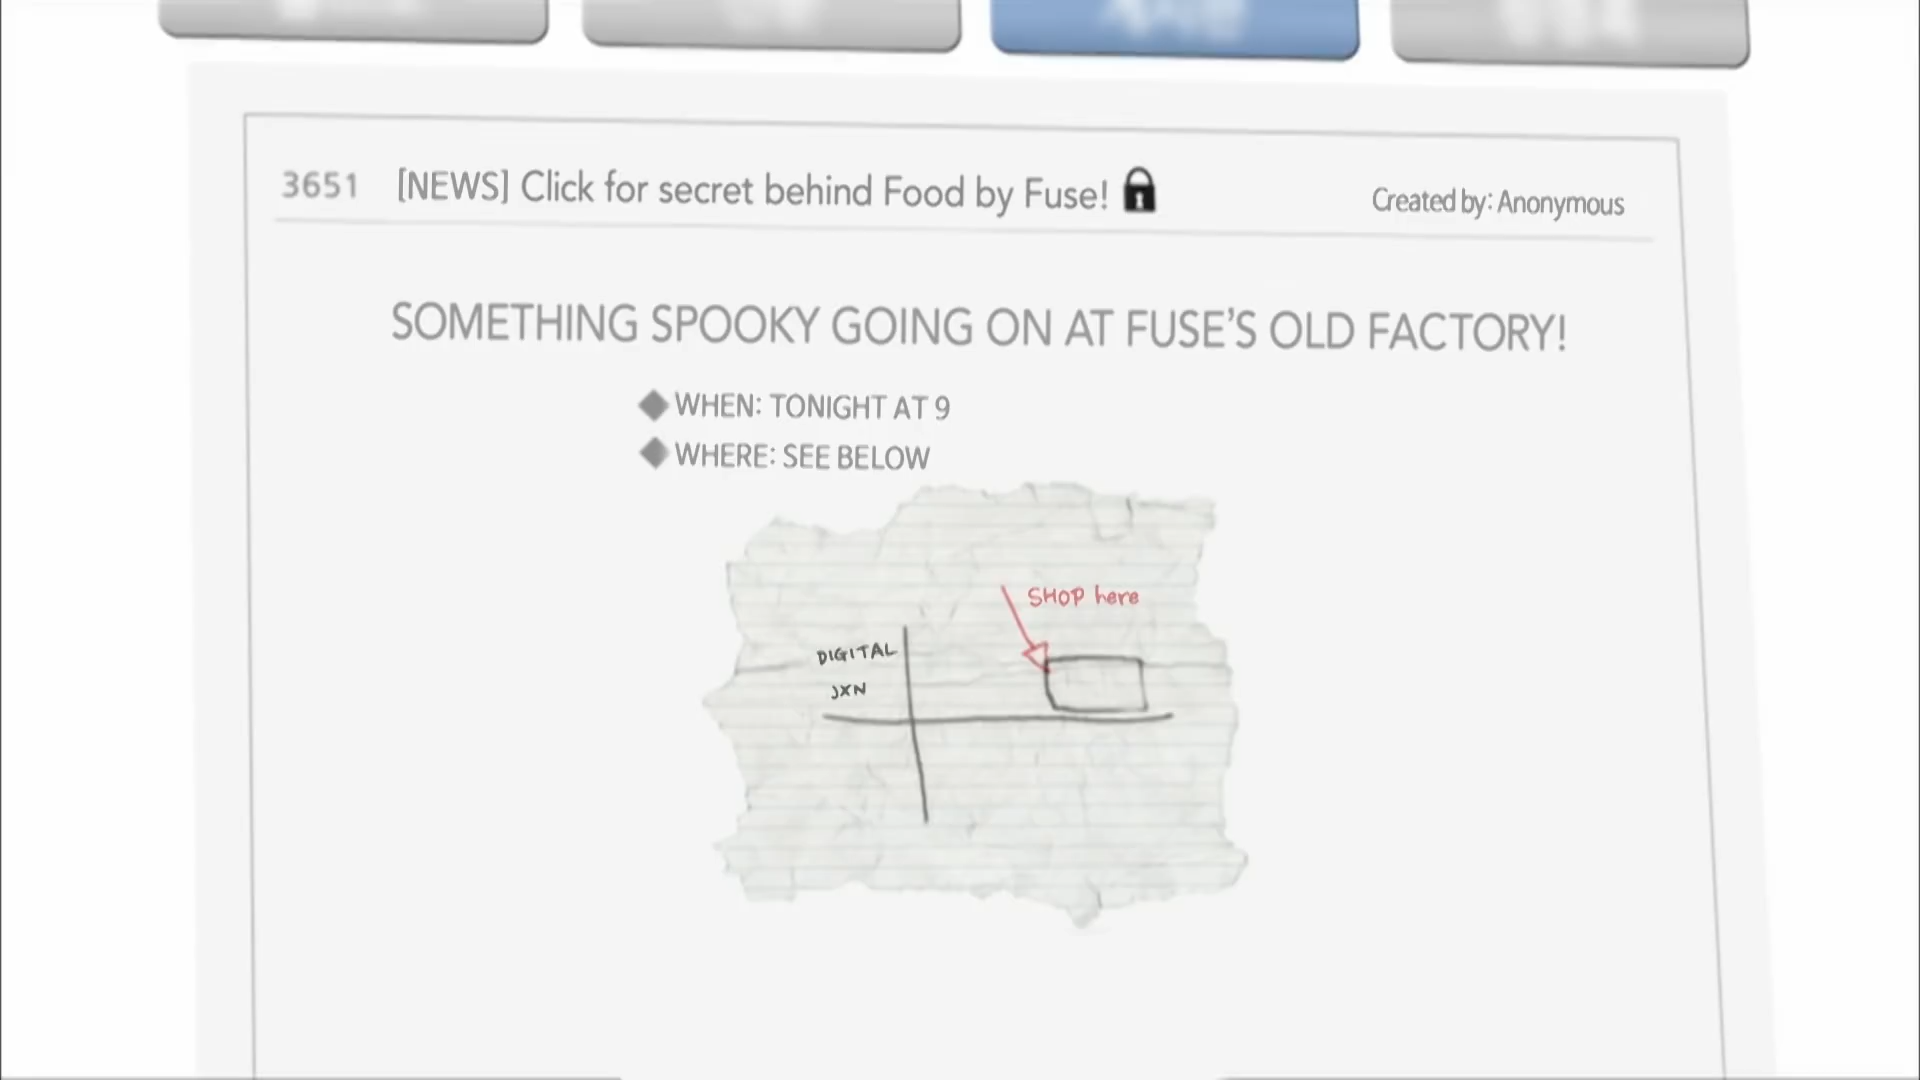 3651 [NEWS] Click for secret behind Food by Fuse! Created by: Anonymous
SOMETHING SPOOKY GOING ON AT FUSE'S OLD FACTORY!
◆ WHEN: TONIGHT AT 9
◆ WHERE: SEE BELOW
SHOP here
DIGITAL
JXN